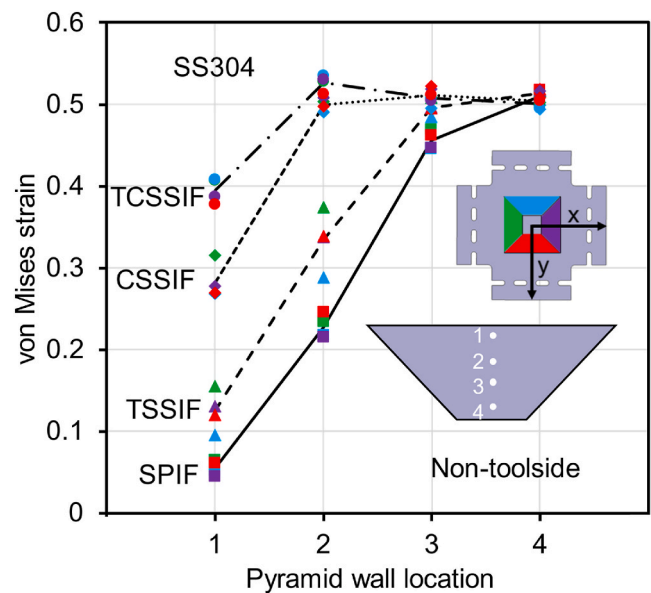 0.6
SS304
0.5
0.4
TCSSIF
x
0.3
CSSIF
y
von Mises strain
0.2
1
2
3
TSSIF
4
0.1
SPIF
Non-toolside
0
1 2 3 4
Pyramid wall location